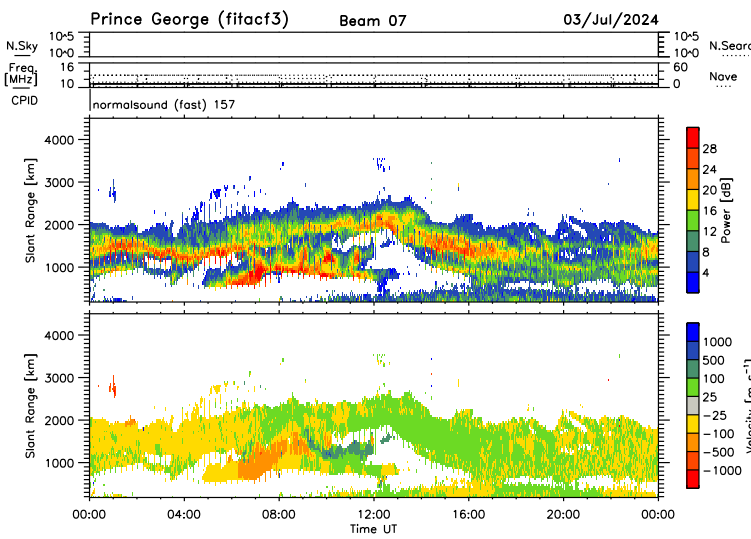 Prince George (fitacf3) Beam 07 03/Jul/2024
N.Sky 10^5 10^5 N.Sear
10^0 10^0
Freq 16 60 Nave
[MHz] 10 0
CPID normalsound (fast) 157
Slant Range [km]
4000
3000
2000
1000
28
24
20
16
12
8
4
Power [dB]
Slant Range [km]
4000
3000
2000
1000
1000
500
100
25
-25
-100
-500
-1000
Velocity [m s⁻¹]
00:00 04:00 08:00 12:00 16:00 20:00 00:00
Time UT